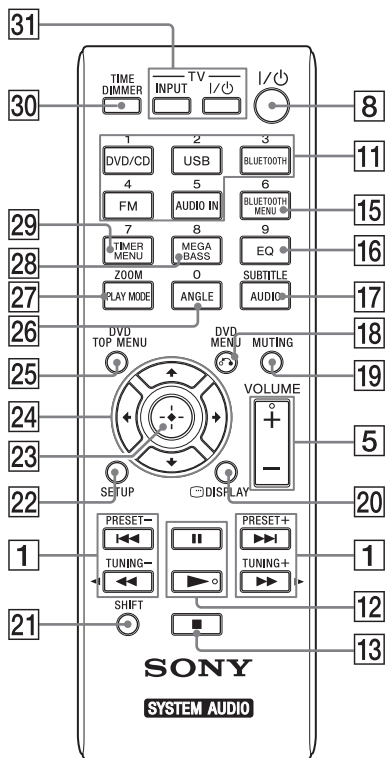 31
TIME
DIMMER
TV
INPUT
I/⏻
I/⏻
30
8
1 2 3
DVD/CD USB BLUETOOTH
11
4 5 6
FM AUDIO IN BLUETOOTH
MENU
15
29
7 8 9
TIMER
MENU
MEGA
BASS
EQ
16
28
ZOOM 0 SUBTITLE
27
PLAY MODE ANGLE AUDIO
17
26
DVD
TOP MENU
DVD
MENU
MUTING
18
25
19
VOLUME
24
+
5
23
−
22
SETUP
DISPLAY
20
PRESET− PRESET+
1
1
TUNING− TUNING+
12
SHIFT
21
13
SONY
SYSTEM AUDIO